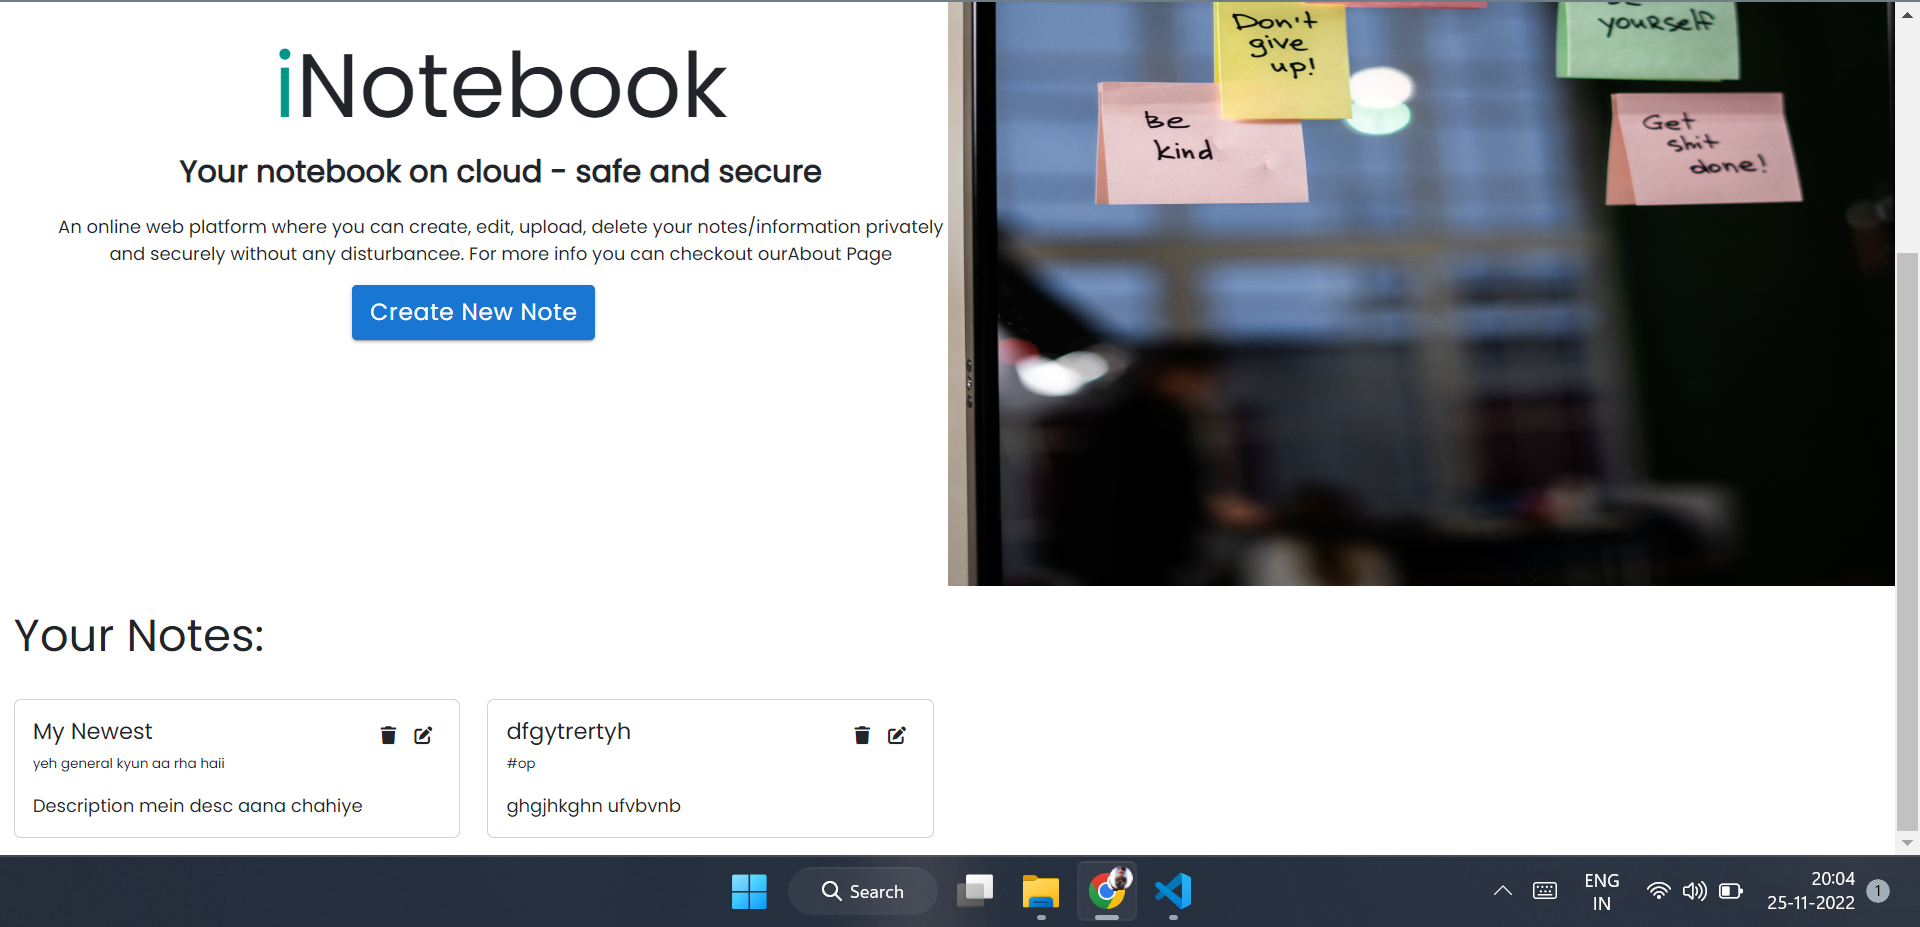 iNotebook
Your notebook on cloud - safe and secure
An online web platform where you can create, edit, upload, delete your notes/information privately
and securely without any disturbancee. For more info you can checkout ourAbout Page
Create New Note
Don't
give
up!
yourself
Be
kind
Get
shit
done!
Your Notes:
My Newest
yeh general kyun aa rha haii
Description mein desc aana chahiye
dfgytrertyh
#op
ghgjhkghn ufvbvnb
Search
ENG
IN
20:04
25-11-2022
1